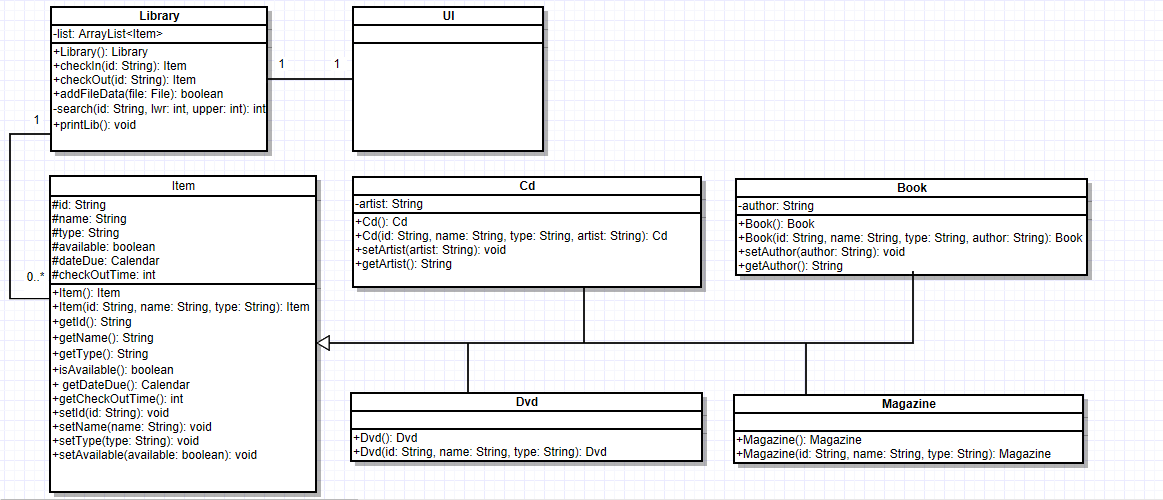 Library
-list: ArrayList<Item>
+Library(): Library
+checkIn(id: String): Item
+checkOut(id: String): Item
+addFileData(file: File): boolean
-search(id: String, lwr: int, upper: int): int
+printLib(): void
1
1
UI
1
0..*
Item
#id: String
#name: String
#type: String
#available: boolean
#dateDue: Calendar
#checkOutTime: int
+Item(): Item
+Item(id: String, name: String, type: String): Item
+getId(): String
+getName(): String
+getType(): String
+isAvailable(): boolean
+ getDateDue(): Calendar
+getCheckOutTime(): int
+setId(id: String): void
+setName(name: String): void
+setType(type: String): void
+setAvailable(available: boolean): void
Cd
-artist: String
+Cd(): Cd
+Cd(id: String, name: String, type: String, artist: String): Cd
+setArtist(artist: String): void
+getArtist(): String
Book
-author: String
+Book(): Book
+Book(id: String, name: String, type: String, author: String): Book
+setAuthor(author: String): void
+getAuthor(): String
Dvd
+Dvd(): Dvd
+Dvd(id: String, name: String, type: String): Dvd
Magazine
+Magazine(): Magazine
+Magazine(id: String, name: String, type: String): Magazine